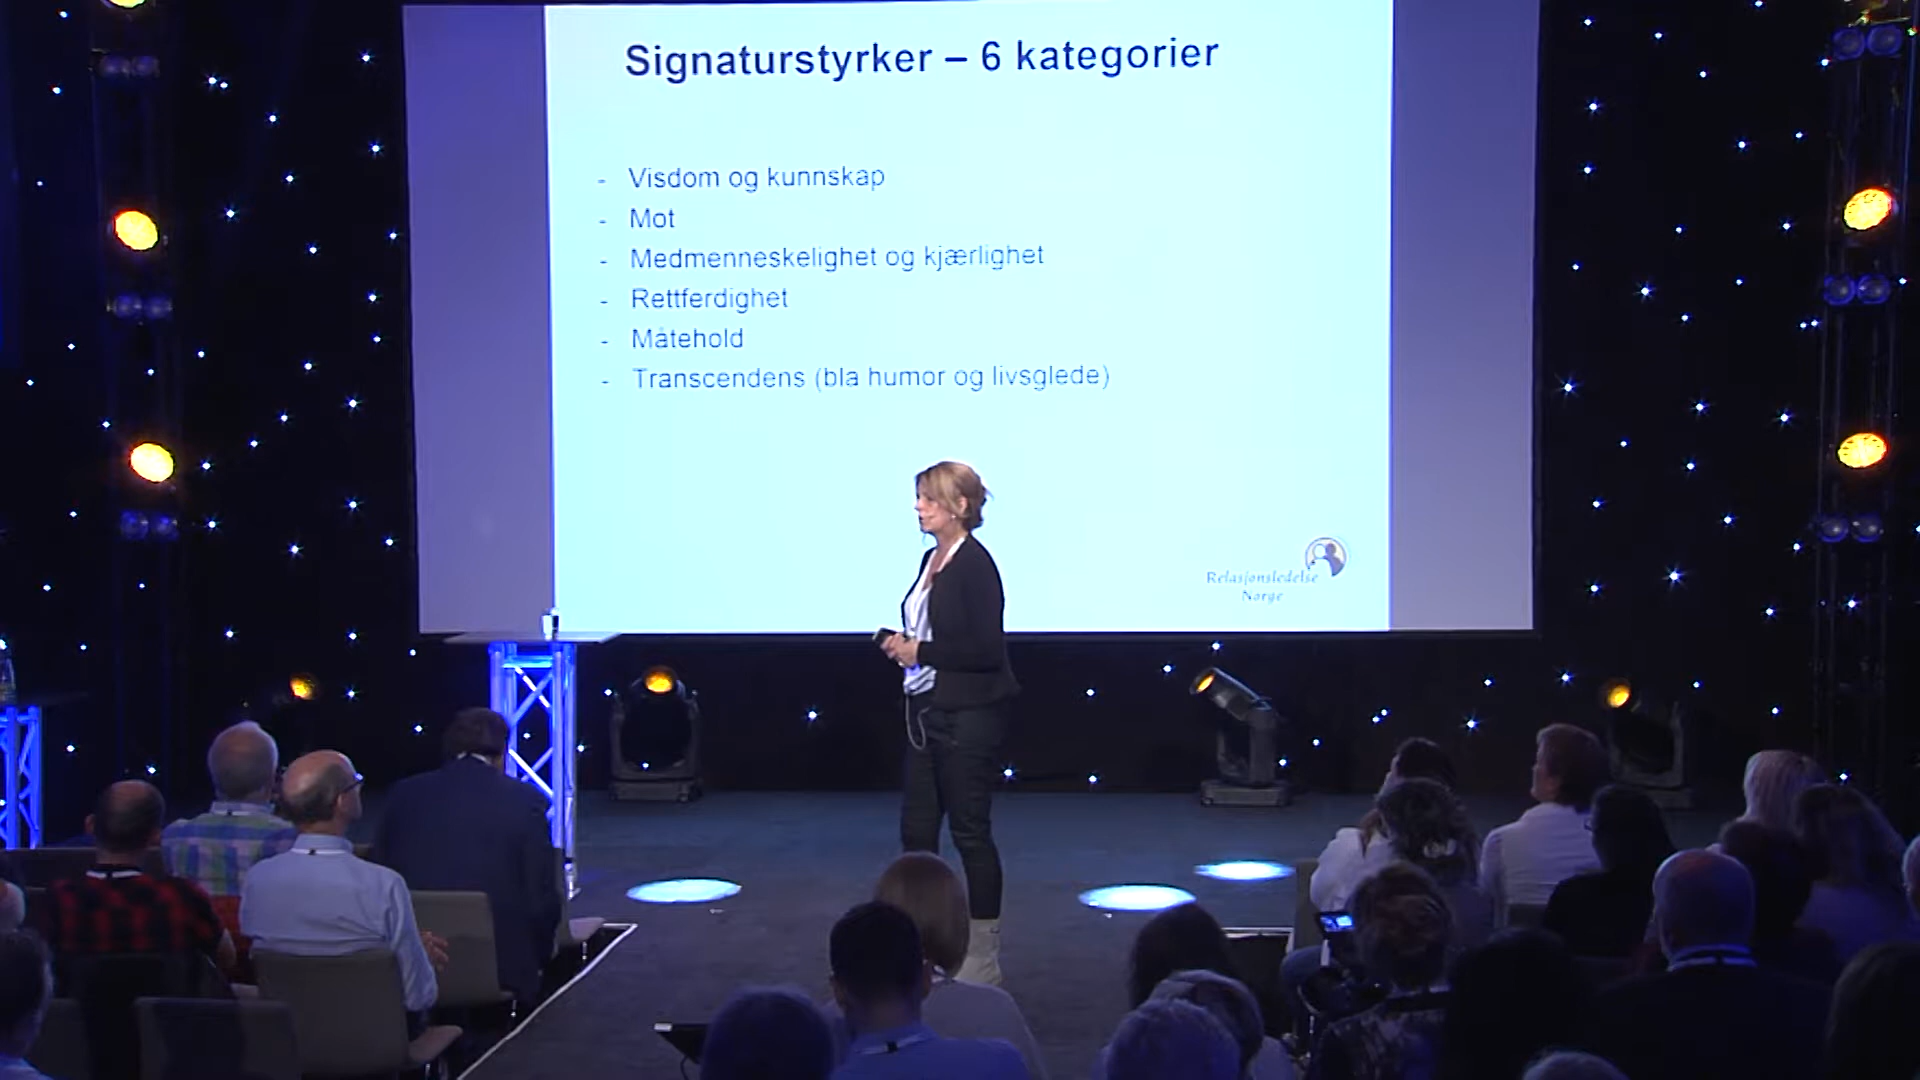 Signaturstyrker – 6 kategorier
- Visdom og kunnskap
- Mot
- Medmenneskelighet og kjærlighet
- Rettferdighet
- Måtehold
- Transcendens (bla humor og livsglede)
Relasjonsledelse
Norge